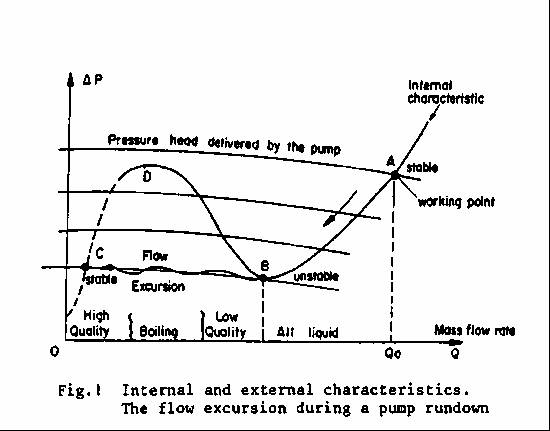 ΔP
Internal
characteristic
Pressure head delivered by the pump
A
stable
working point
D
C
Flow
B
stable
Excursion
unstable
High
Quality
Boiling
Low
Quality
All liquid
Mass flow rate
O
Qo
Q
Fig.1 Internal and external characteristics.
The flow excursion during a pump rundown